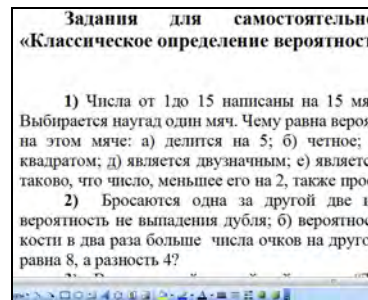 Задания для самостоятельно
«Классическое определение вероятност
1) Числа от 1до 15 написаны на 15 мя
Выбирается наугад один мяч. Чему равна вероя
на этом мяче: а) делится на 5; б) четное;
квадратом; д) является двузначным; е) являетс
таково, что число, меньшее его на 2, также про
2) Бросаются одна за другой две и
вероятность не выпадения дубля; б) вероятнос
кости в два раза больше числа очков на друго
равна 8, а разность 4?